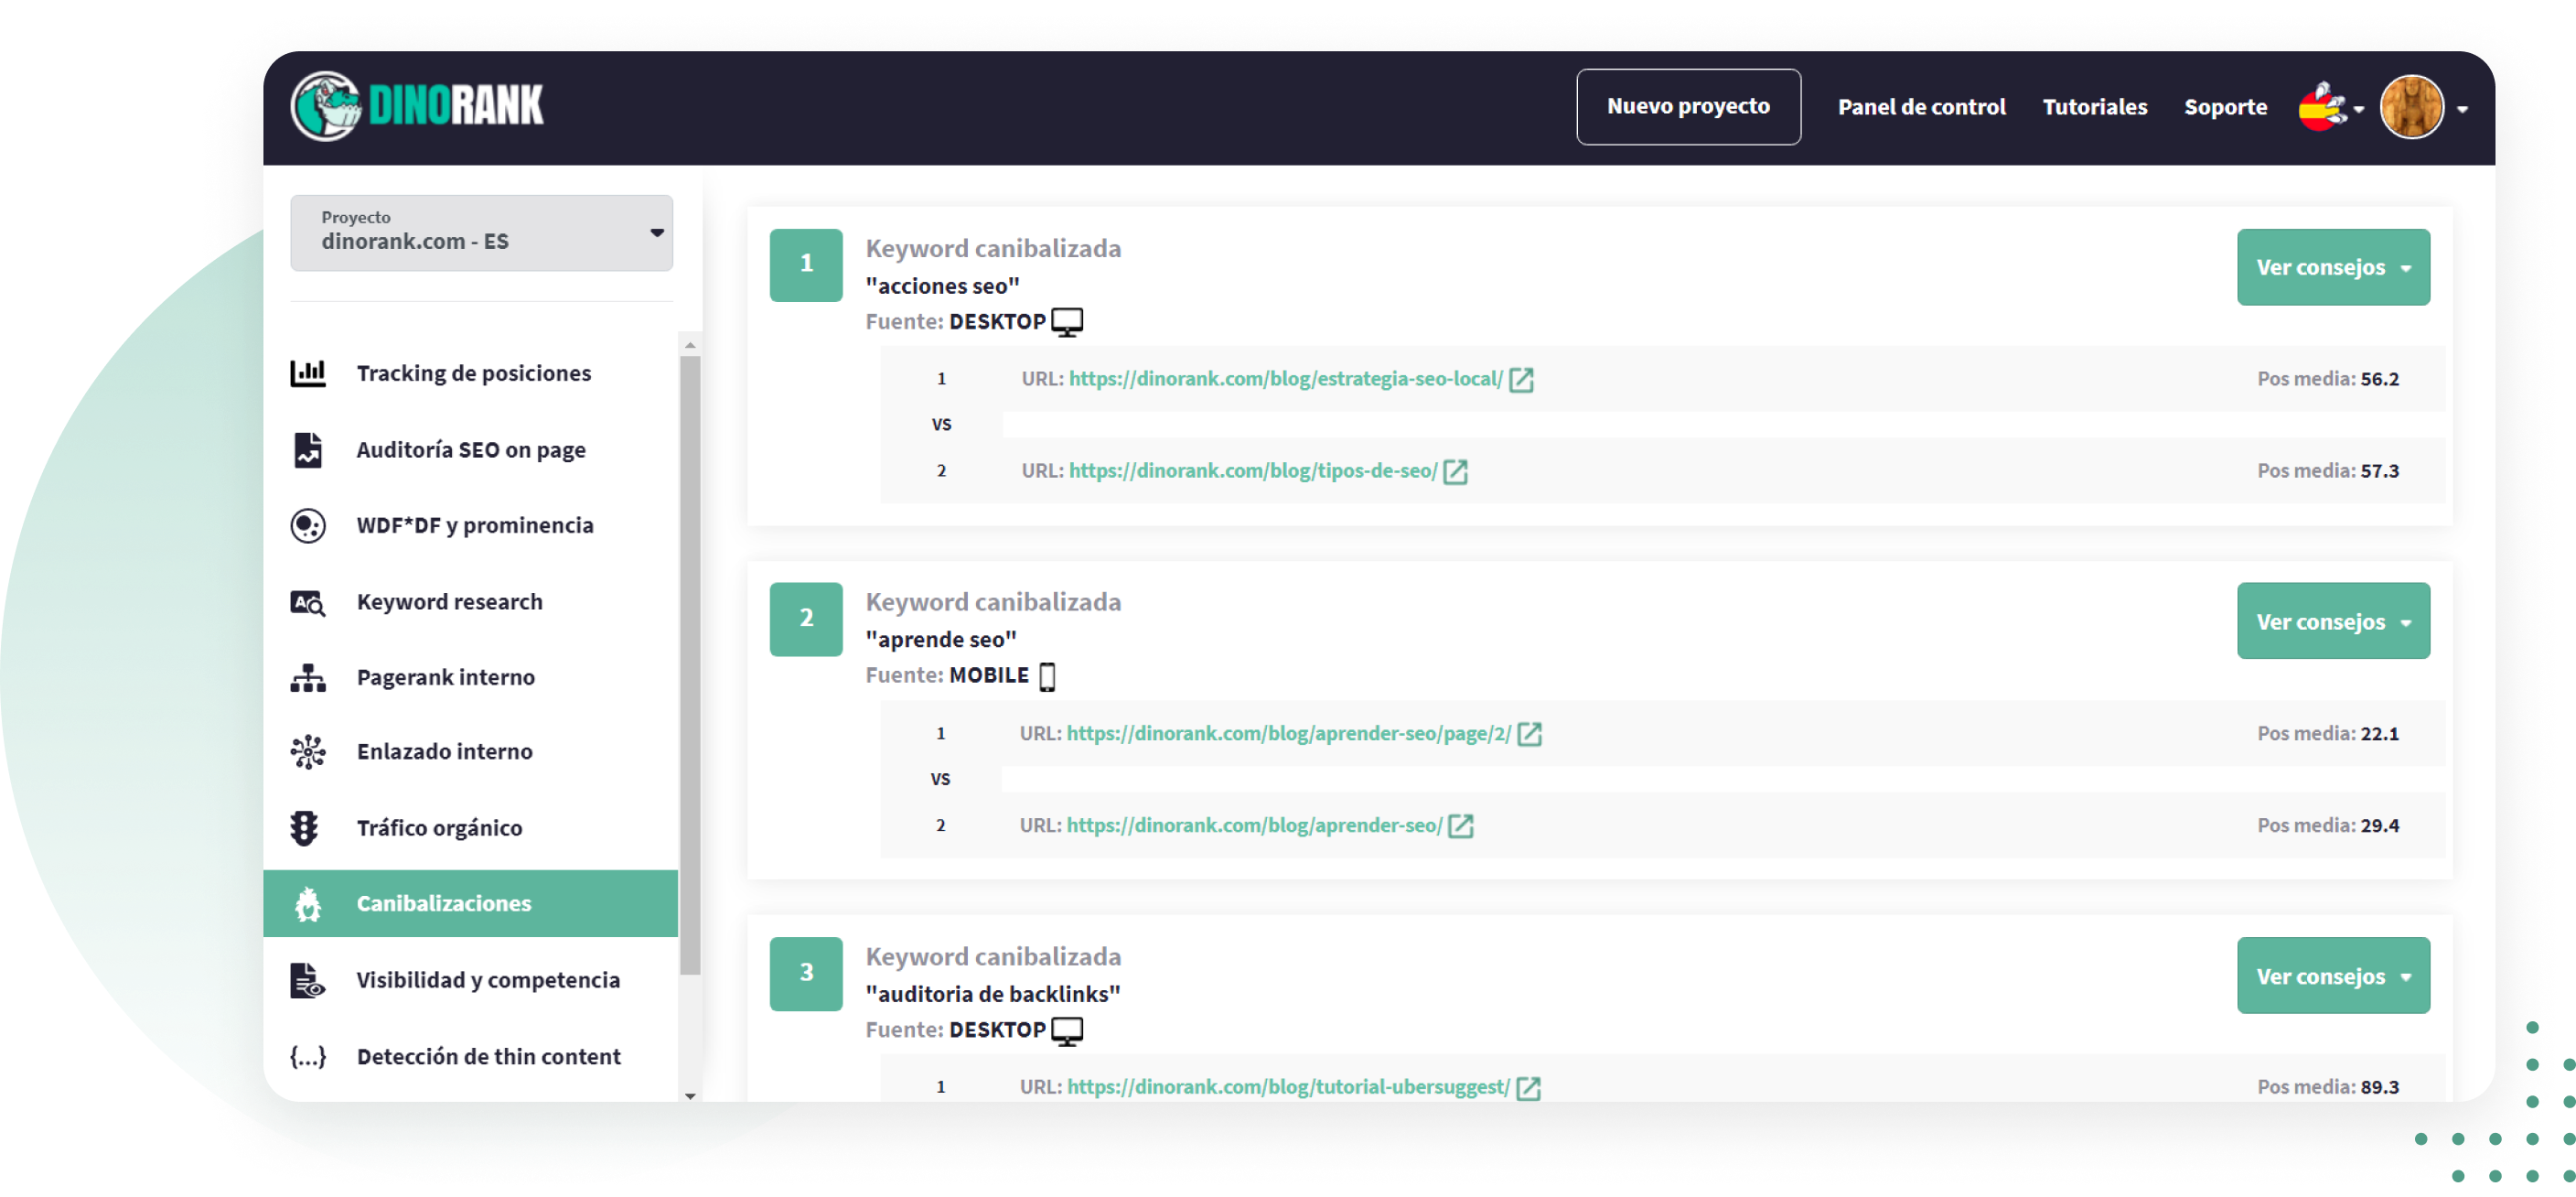 DINORANK
Nuevo proyecto
Panel de control
Tutoriales
Soporte
Proyecto
dinorank.com - ES
Tracking de posiciones
Auditoría SEO on page
WDF*DF y prominencia
Keyword research
Pagerank interno
Enlazado interno
Tráfico orgánico
Canibalizaciones
Visibilidad y competencia
{...} Detección de thin content
1
Keyword canibalizada
"acciones seo"
Fuente: DESKTOP
Ver consejos
1 URL: https://dinorank.com/blog/estrategia-seo-local/ Pos media: 56.2
VS
2 URL: https://dinorank.com/blog/tipos-de-seo/ Pos media: 57.3
2
Keyword canibalizada
"aprende seo"
Fuente: MOBILE
Ver consejos
1 URL: https://dinorank.com/blog/aprender-seo/page/2/ Pos media: 22.1
VS
2 URL: https://dinorank.com/blog/aprender-seo/ Pos media: 29.4
3
Keyword canibalizada
"auditoria de backlinks"
Fuente: DESKTOP
Ver consejos
1 URL: https://dinorank.com/blog/tutorial-ubersuggest/ Pos media: 89.3